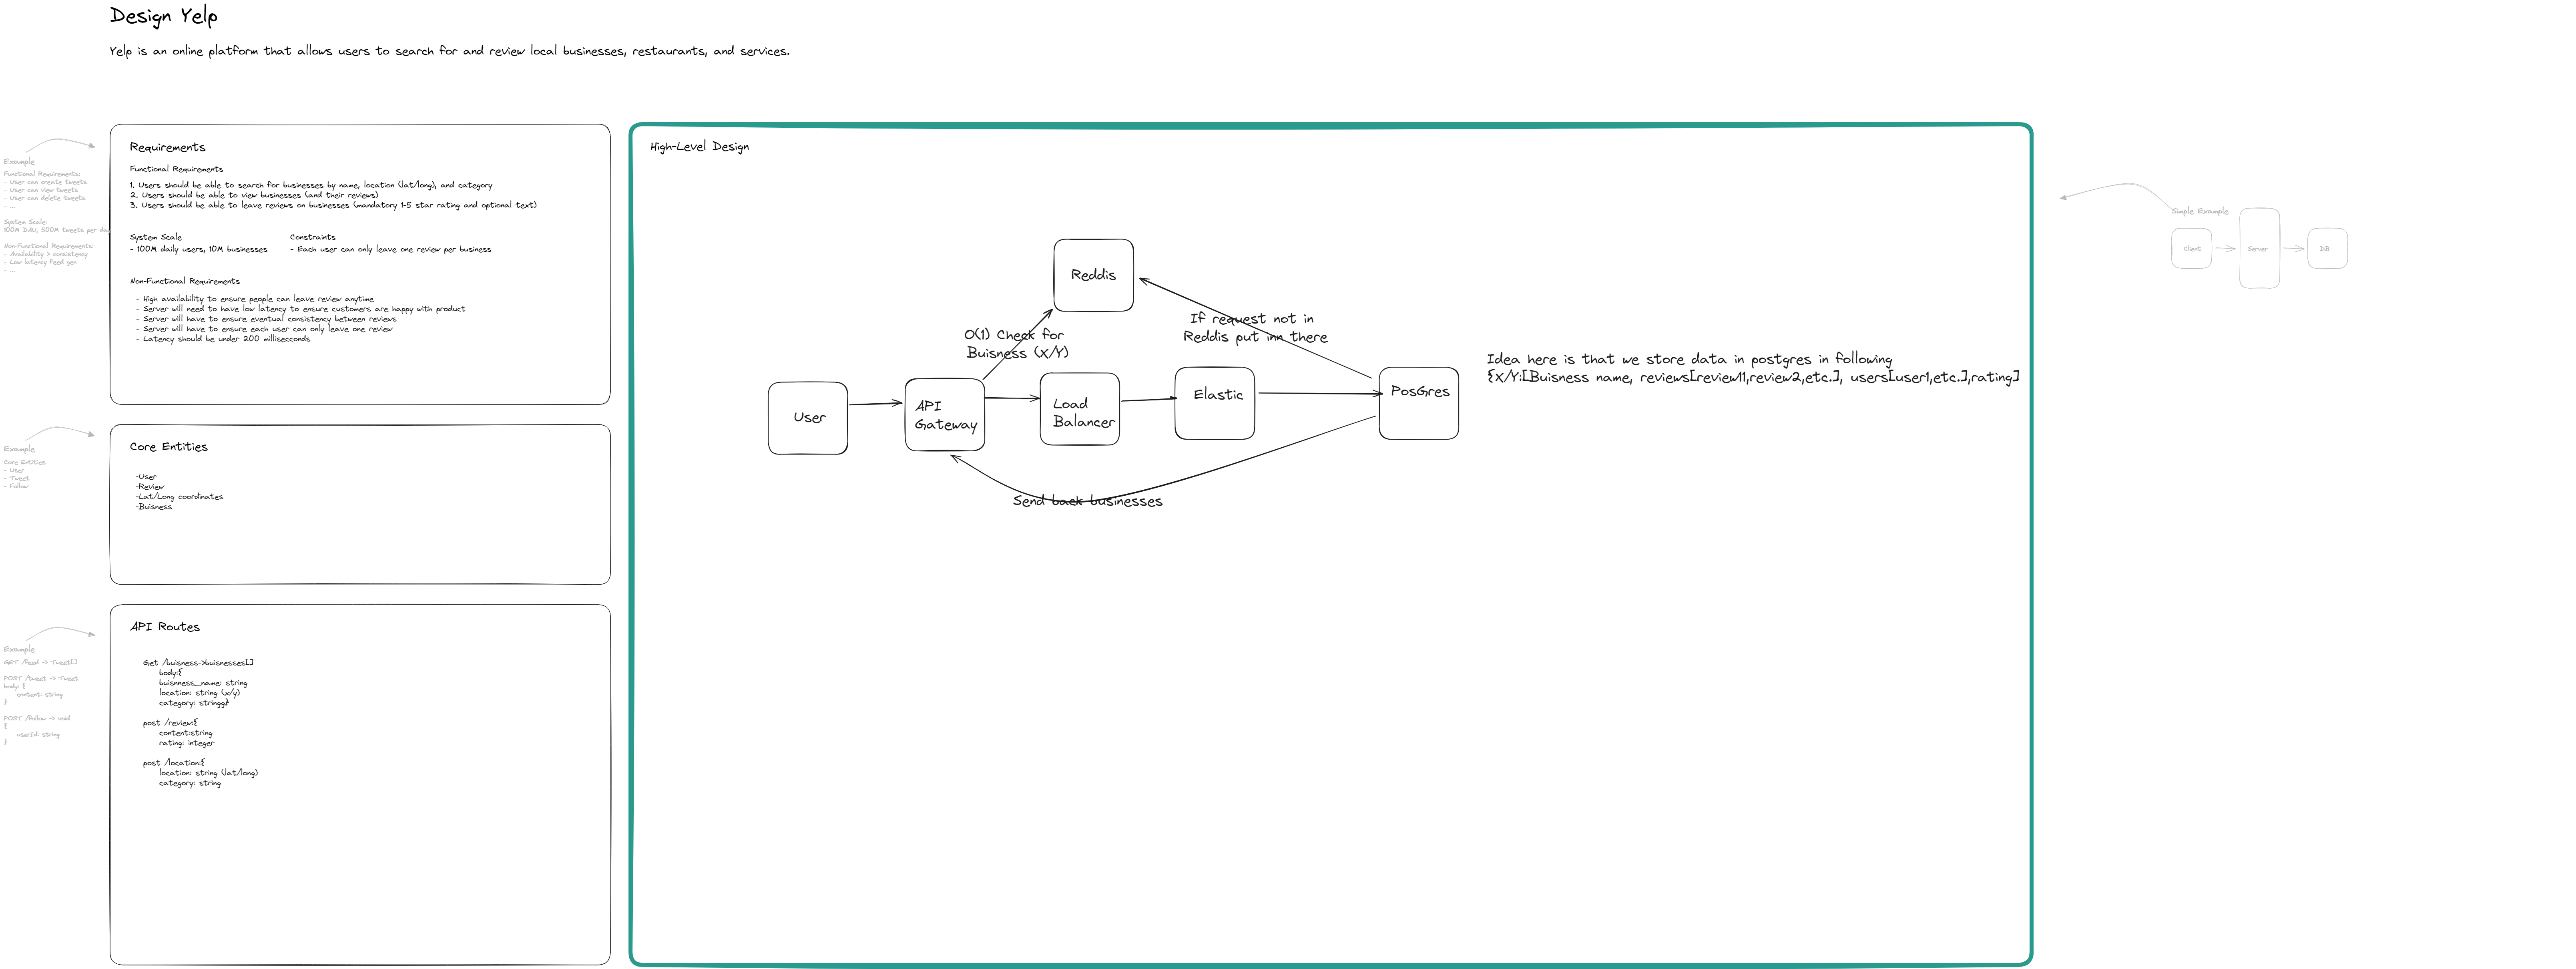 Design Yelp
Yelp is an online platform that allows users to search for and review local businesses, restaurants, and services.
Example
Functional Requirements:
- User can create tweets
- User can view tweets
- User can delete tweets
- ...
System Scale:
100M DAU, 500M tweets per day
Non-Functional Requirements:
- Availability > consistency
- Low latency feed gen
- ...
Requirements
Functional Requirements
1. Users should be able to search for businesses by name, location (lat/long), and category
2. Users should be able to view businesses (and their reviews)
3. Users should be able to leave reviews on businesses (mandatory 1-5 star rating and optional text)
System Scale
- 100M daily users, 10M businesses
Constraints
- Each user can only leave one review per business
Non-Functional Requirements
- High availability to ensure people can leave review anytime
- Server will need to have low latency to ensure customers are happy with product
- Server will have to ensure eventual consistency between reviews
- Server will have to ensure each user can only leave one review
- Latency should be under 200 millisecconds
Example
Core Entities
- User
- Tweet
- Follow
Core Entities
-User
-Review
-Lat/Long coordinates
-Buisness
Example
GET /feed -> Tweet[]
POST /tweet -> Tweet
body: {
content: string
}
POST /follow -> void
{
userId: string
}
API Routes
Get /buisness->buisnesses[]
body:{
buisnness_name: string
location: string (x/y)
category: stringg}
post /review:{
content:string
rating: integer
post /location:{
location: string (lat/long)
category: string
High-Level Design
Reddis
O(1) Check for
Buisness (X/Y)
If request not in
Reddis put inn there
User
API
Gateway
Load
Balancer
Elastic
PosGres
Send back businesses
Idea here is that we store data in postgres in following
{X/Y:[Buisness name, reviews[review11,review2,etc.], users[user1,etc.],rating]
Simple Example
Client
Server
DB